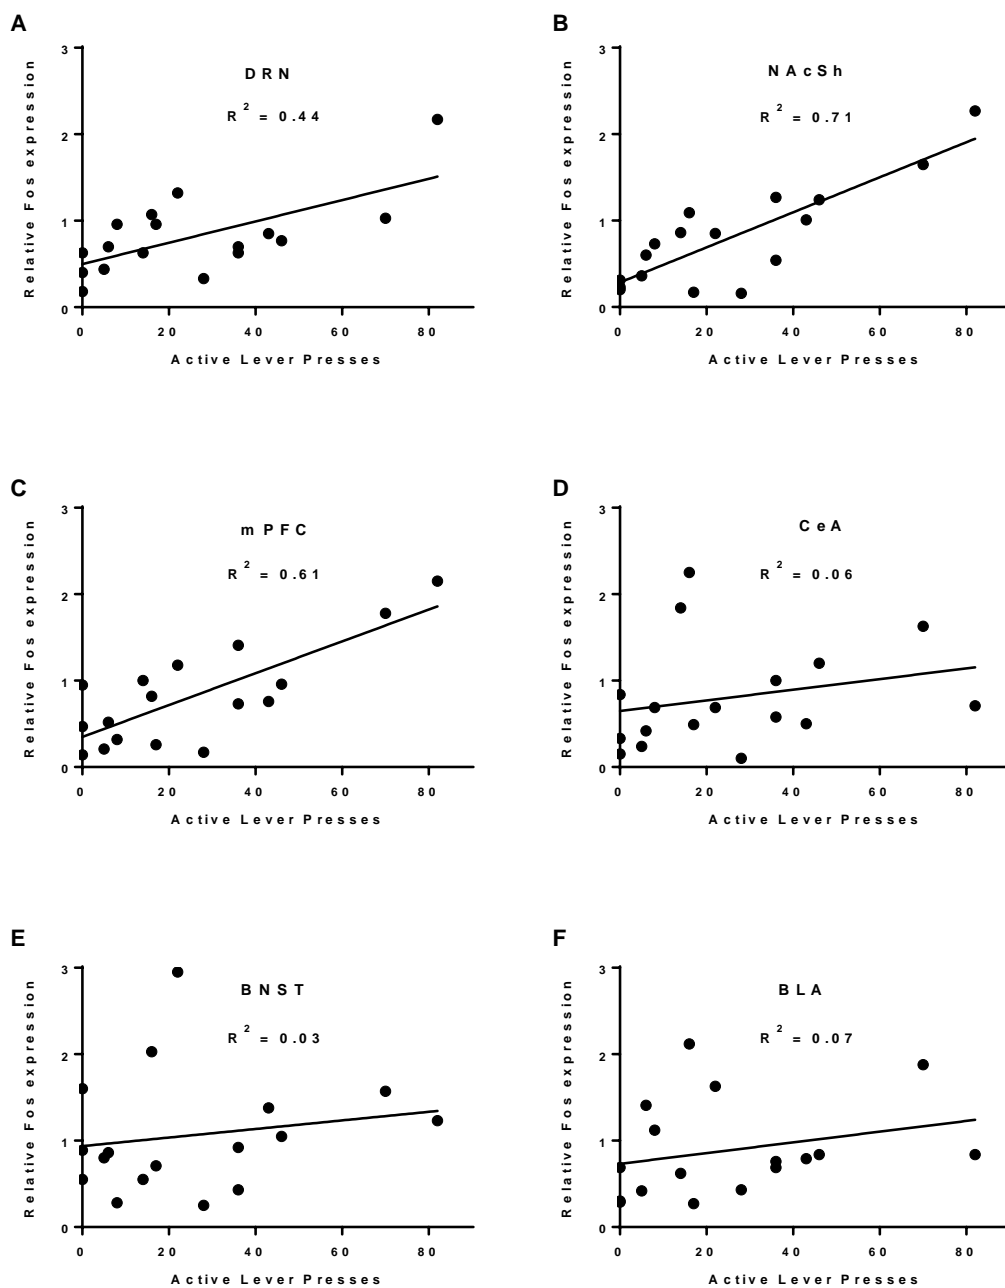 A
DRN
R2 = 0.44
Relative Fos expression
3
2
1
0
0 20 40 60 80
Active Lever Presses
B
NAcSh
R2 = 0.71
Relative Fos expression
3
2
1
0
0 20 40 60 80
Active Lever Presses
C
mPFC
R2 = 0.61
Relative Fos expression
3
2
1
0
0 20 40 60 80
Active Lever Presses
D
CeA
R2 = 0.06
Relative Fos expression
3
2
1
0
0 20 40 60 80
Active Lever Presses
E
BNST
R2 = 0.03
Relative Fos expression
3
2
1
0
0 20 40 60 80
Active Lever Presses
F
BLA
R2 = 0.07
Relative Fos expression
3
2
1
0
0 20 40 60 80
Active Lever Presses